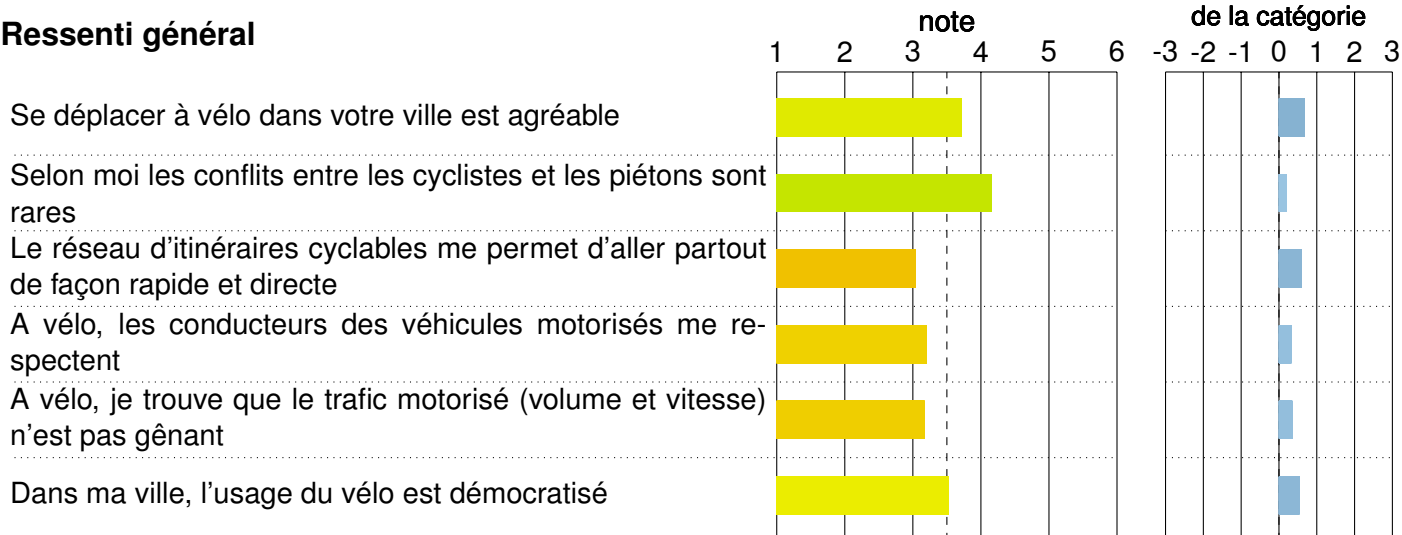 Ressenti général
note
de la catégorie
1 2 3 4 5 6
-3 -2 -1 0 1 2 3
Se déplacer à vélo dans votre ville est agréable
Selon moi les conflits entre les cyclistes et les piétons sont
rares
Le réseau d'itinéraires cyclables me permet d'aller partout
de façon rapide et directe
A vélo, les conducteurs des véhicules motorisés me re-
spectent
A vélo, je trouve que le trafic motorisé (volume et vitesse)
n'est pas gênant
Dans ma ville, l'usage du vélo est démocratisé